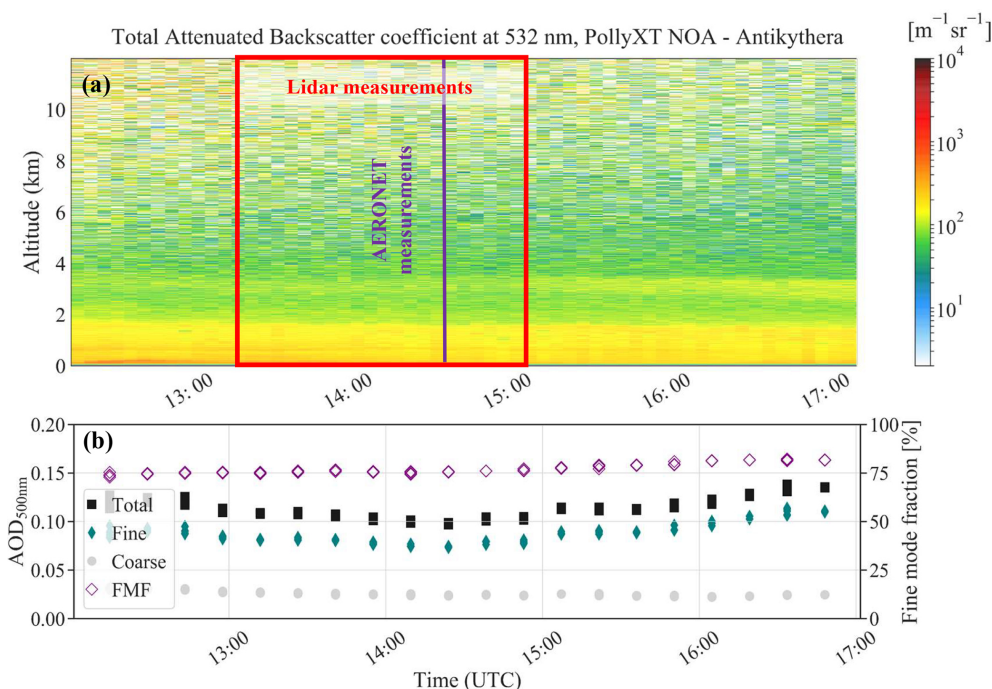 Total Attenuated Backscatter coefficient at 532 nm, PollyXT NOA - Antikythera
[m⁻¹sr⁻¹]
(a)
Lidar measurements
AERONET
measurements
Altitude (km)
10
8
6
4
2
0
13:00
14:00
15:00
16:00
17:00
10⁴
10³
10²
10¹
(b)
AOD500nm
0.20
0.15
0.10
0.05
0.00
Total
Fine
Coarse
FMF
100
75
50
25
0
Fine mode fraction [%]
13:00
14:00
15:00
16:00
17:00
Time (UTC)